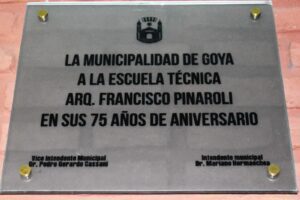 LA MUNICIPALIDAD DE GOYA
A LA ESCUELA TÉCNICA
ARQ. FRANCISCO PINAROLI
EN SUS 75 AÑOS DE ANIVERSARIO
Vice Intendente Municipal
Dr. Pedro Gerardo Cassani
Intendente municipal
Dr. Mariano Hormaechea